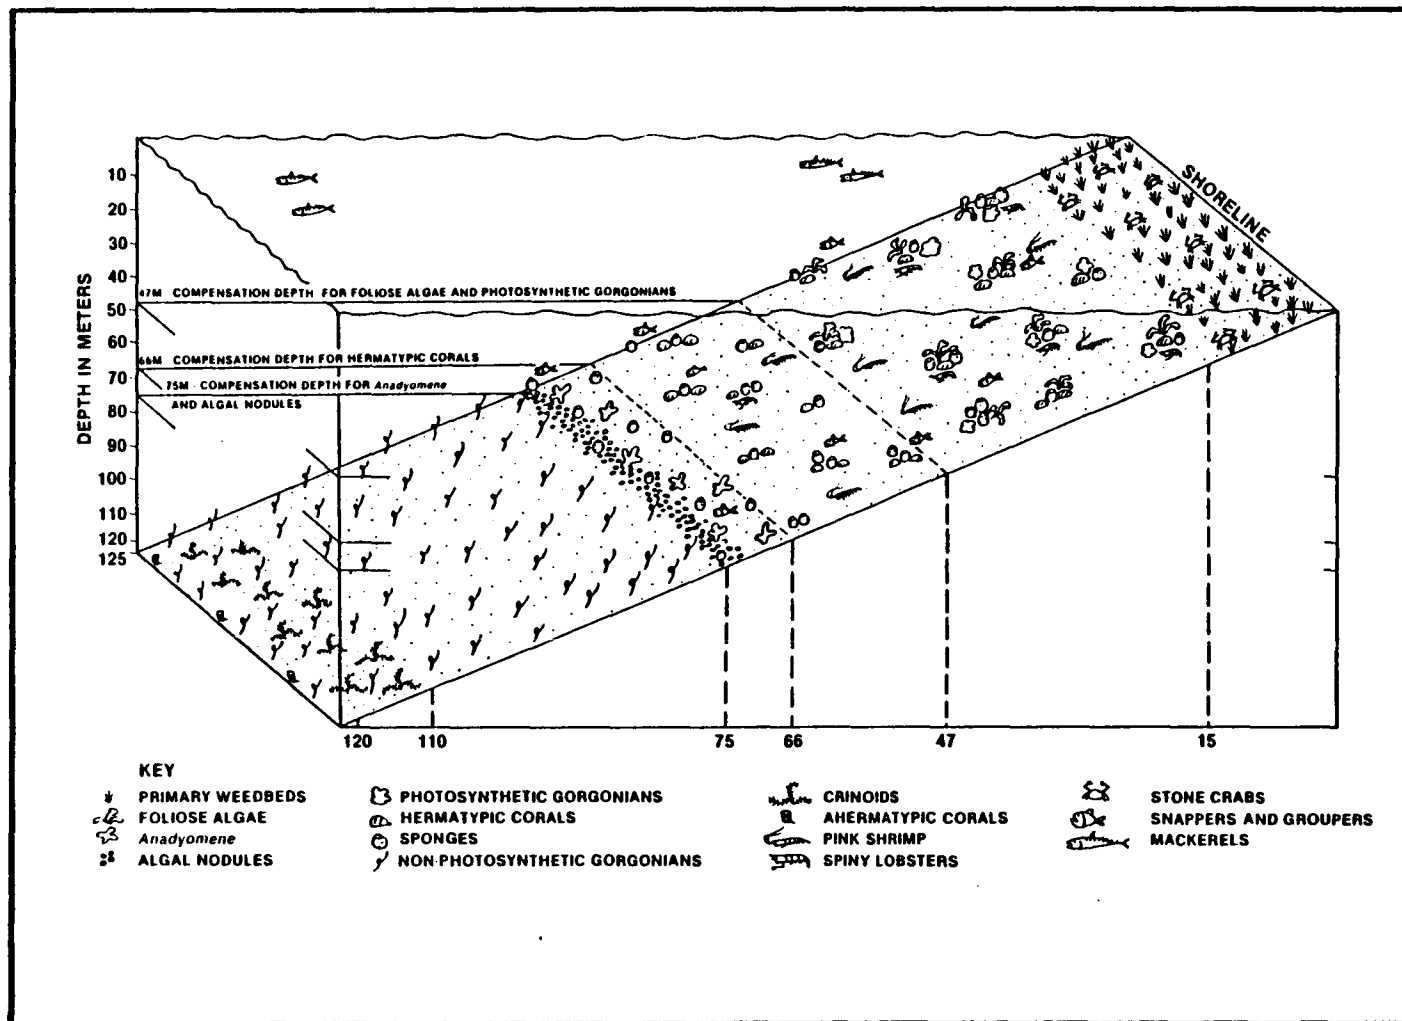 SHORELINE
DEPTH IN METERS
10
20
30
40
50
60
70
80
90
100
110
120
125
47M COMPENSATION DEPTH FOR FOLIOSE ALGAE AND PHOTOSYNTHETIC GORGONIANS
66M COMPENSATION DEPTH FOR HERMATYPIC CORALS
75M - COMPENSATION DEPTH FOR Anadyomene
AND ALGAL NODULES
120 110 75 66 47 15
KEY
PRIMARY WEEDBEDS
FOLIOSE ALGAE
Anadyomene
ALGAL NODULES
PHOTOSYNTHETIC GORGONIANS
HERMATYPIC CORALS
SPONGES
NON-PHOTOSYNTHETIC GORGONIANS
CRINOIDS
AHERMATYPIC CORALS
PINK SHRIMP
SPINY LOBSTERS
STONE CRABS
SNAPPERS AND GROUPERS
MACKERELS